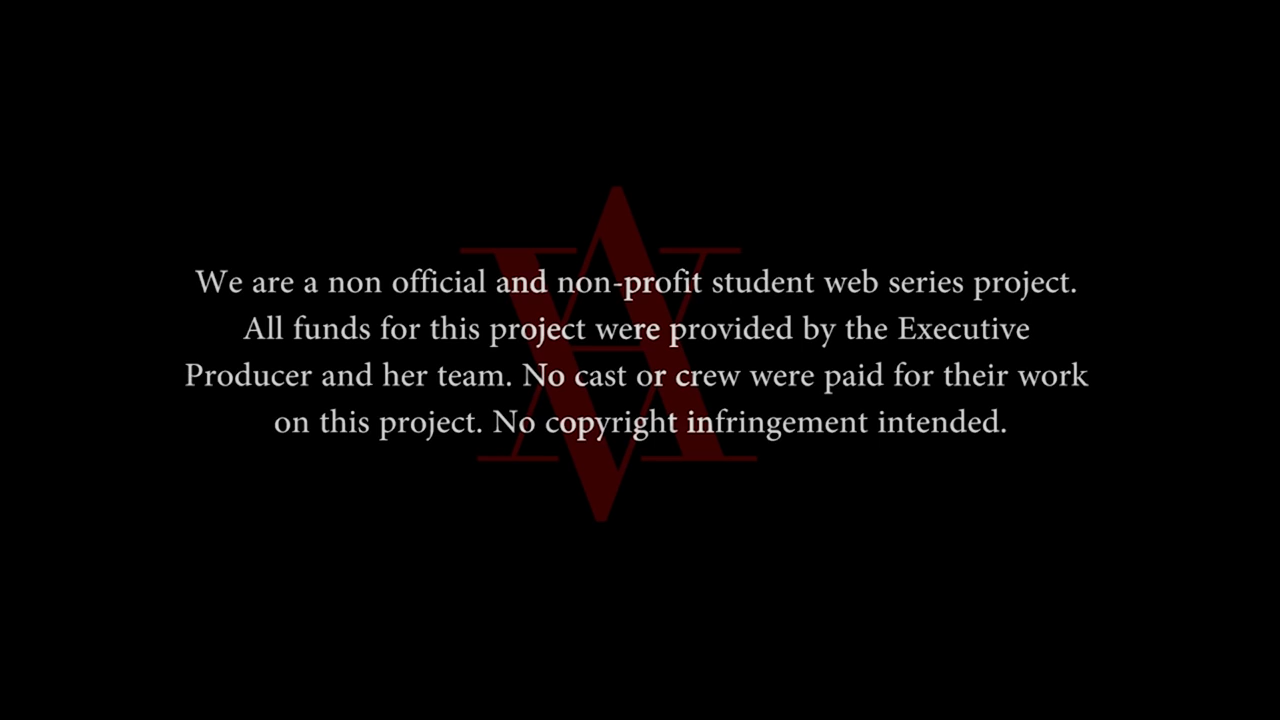 We are a non official and non-profit student web series project.
All funds for this project were provided by the Executive
Producer and her team. No cast or crew were paid for their work
on this project. No copyright infringement intended.